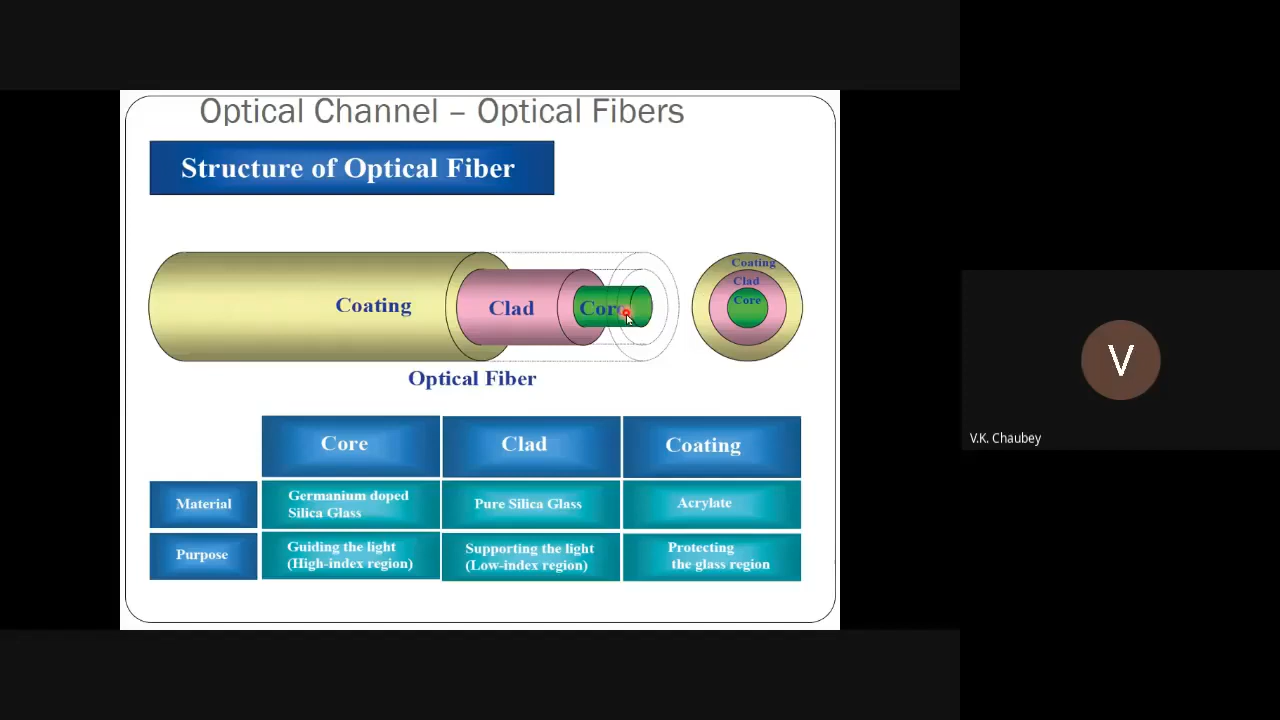 Optical Channel – Optical Fibers
Structure of Optical Fiber
Coating
Clad
Core
Coating
Clad
Core
Optical Fiber
Core
Clad
Coating
Material
Germanium doped
Silica Glass
Pure Silica Glass
Acrylate
Purpose
Guiding the light
(High-index region)
Supporting the light
(Low-index region)
Protecting
the glass region
V
V.K. Chaubey